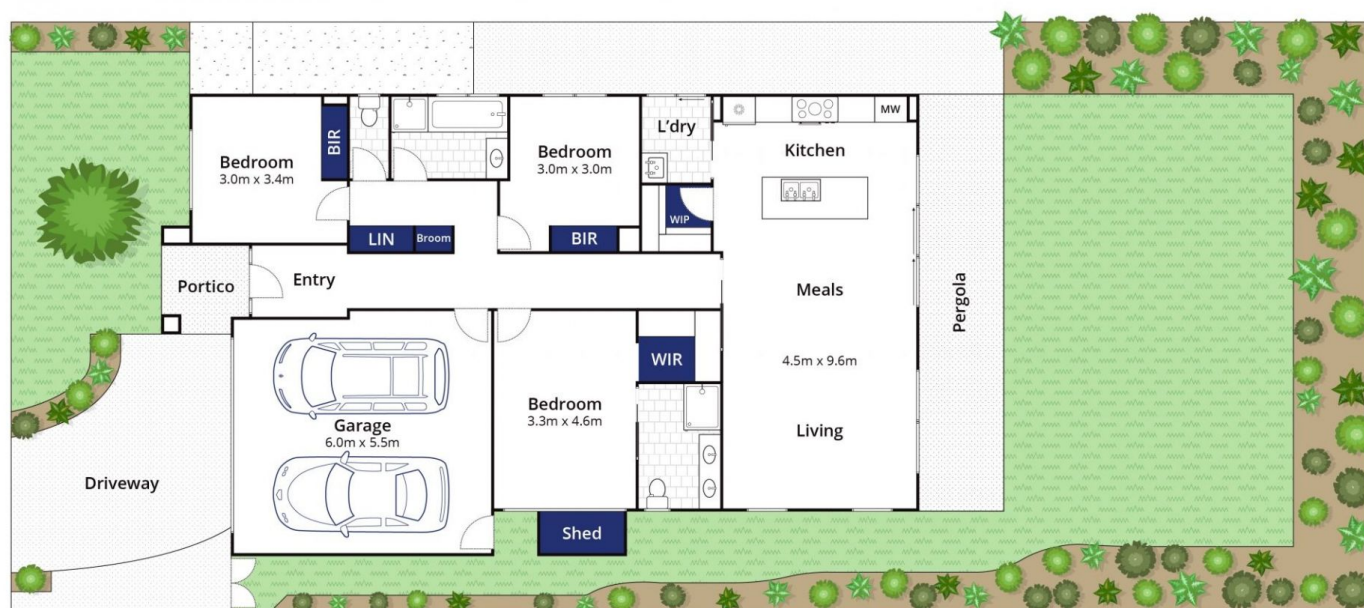 BIR
Bedroom
3.0m x 3.4m
Bedroom
3.0m x 3.0m
L'dry
MW
Kitchen
WIP
LIN
Broom
BIR
Portico
Entry
Meals
Pergola
4.5m x 9.6m
WIR
Bedroom
3.3m x 4.6m
Garage
6.0m x 5.5m
Living
Driveway
Shed